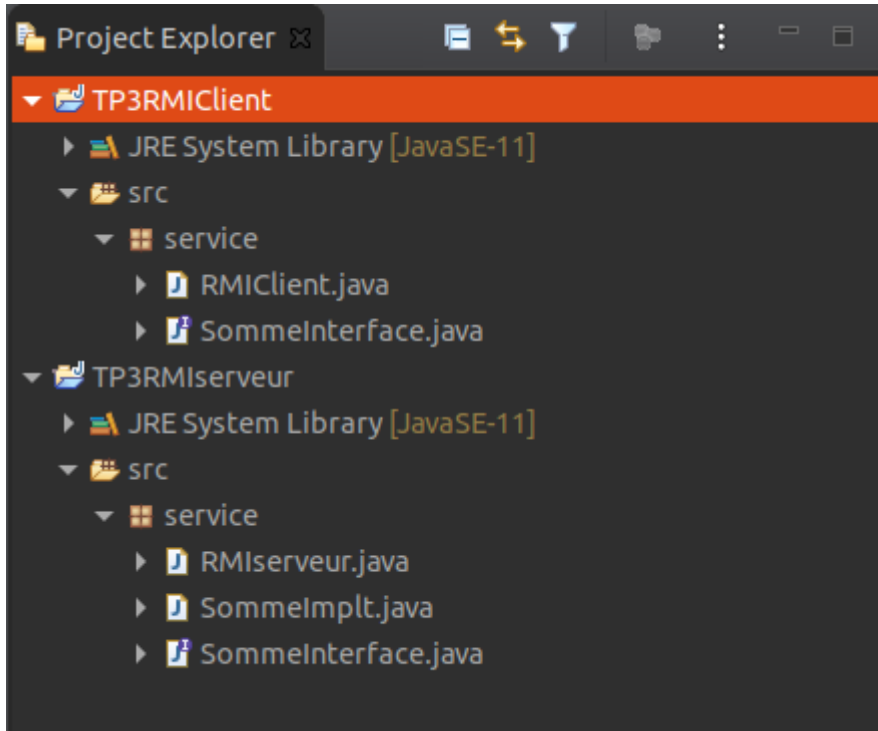 Project Explorer
TP3RMIClient
JRE System Library [JavaSE-11]
src
service
RMIClient.java
SommeInterface.java
TP3RMIserveur
JRE System Library [JavaSE-11]
src
service
RMIserveur.java
SommeImplt.java
SommeInterface.java